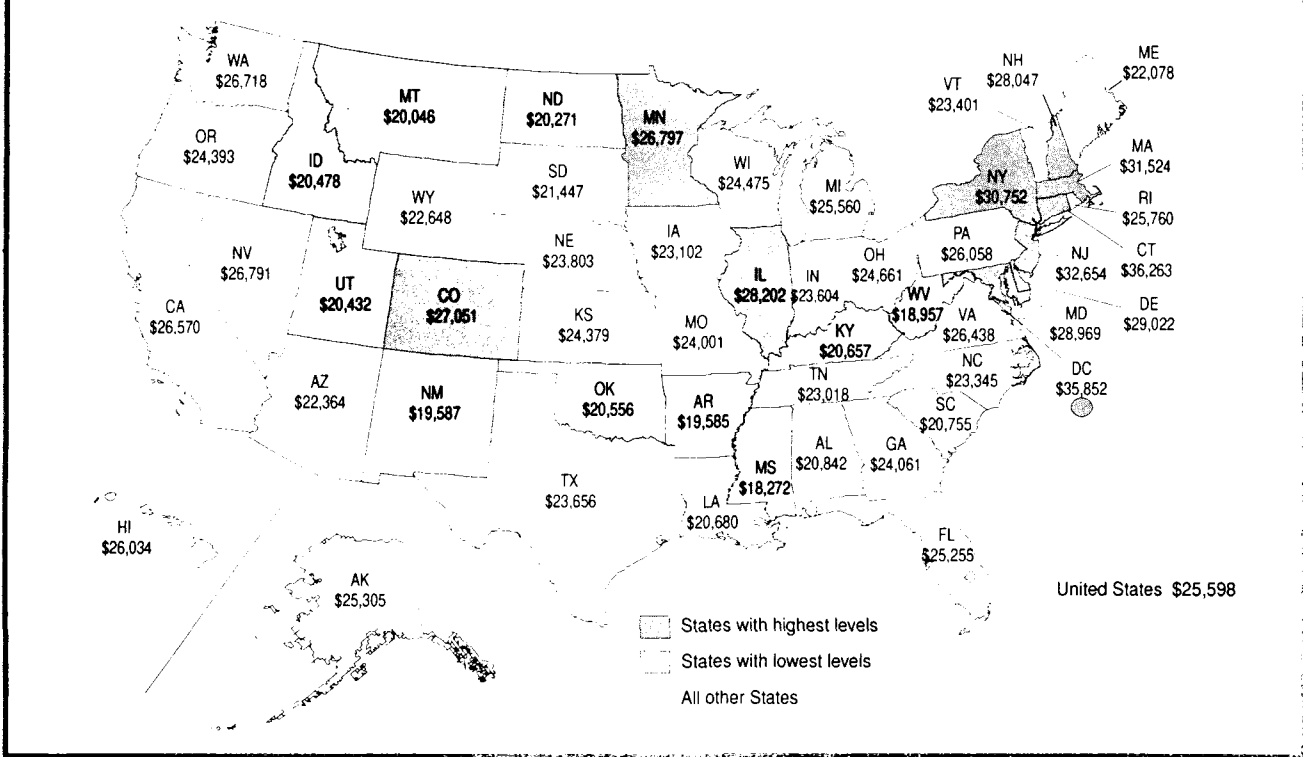 WA
$26,718
MT
$20,046
ND
$20,271
MN
$26,797
OR
$24,393
ID
$20,478
WY
$22,648
SD
$21,447
WI
$24,475
MI
$25,560
VT
$23,401
NH
$28,047
ME
$22,078
NY
$30,752
MA
$31,524
RI
$25,760
CT
$36,263
NV
$26,791
UT
$20,432
CO
$27,051
NE
$23,803
IA
$23,102
IL
$28,202
IN
$23,604
OH
$24,661
PA
$26,058
NJ
$32,654
DE
$29,022
CA
$26,570
KS
$24,379
MO
$24,001
KY
$20,657
WV
$18,957
VA
$26,438
MD
$28,969
DC
$35,852
AZ
$22,364
NM
$19,587
OK
$20,556
AR
$19,585
TN
$23,018
NC
$23,345
SC
$20,755
TX
$23,656
LA
$20,680
MS
$18,272
AL
$20,842
GA
$24,061
FL
$25,255
HI
$26,034
AK
$25,305
United States $25,598
States with highest levels
States with lowest levels
All other States